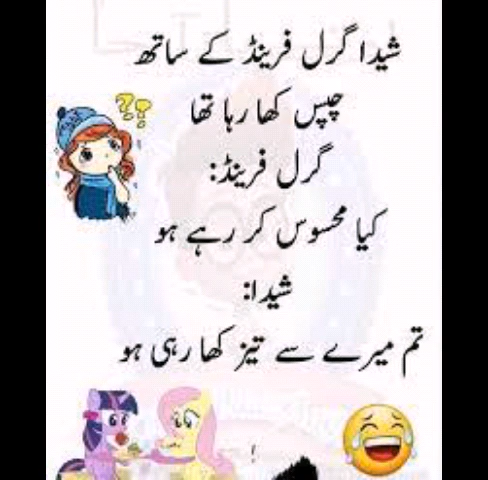 شیدا گرل فرینڈ کے ساتھ
چپس کھا رہا تھا
گرل فرینڈ:
کیا محسوس کر رہے ہو
شیدا:
تم میرے سے تیز کھا رہی ہو